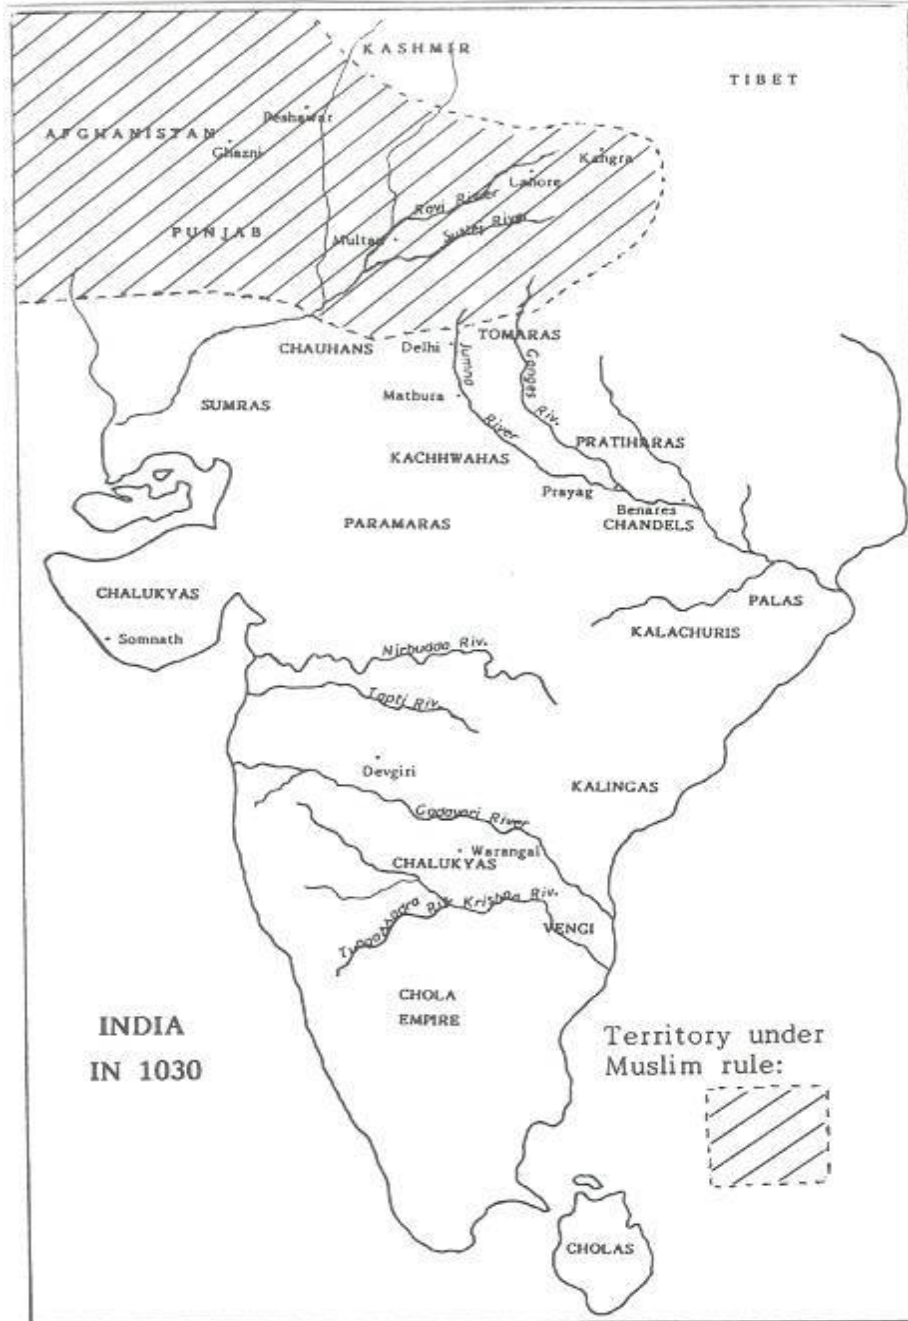 KASHMIR
TIBET
Peshawar
AFGHANISTAN
Ghazni
Kangra
Lahore
Ravi River
PUNJAB
Multan
Sutlej River
CHAUHANS
Delhi
TOMARAS
Jumna River
Ganges Riv.
Mathura
SUMRAS
PRATIHARAS
KACHHWAHAS
Prayag
Benares
PARAMARAS
CHANDELS
CHALUKYAS
PALAS
Somnath
KALACHURIS
Nirbudda Riv.
Tapti Riv.
Devgiri
KALINGAS
Godavari River
Warangal
CHALUKYAS
Tungabhadra Riv.
Krishna Riv.
VENGI
CHOLA
EMPIRE
INDIA
IN 1030
Territory under
Muslim rule:
CHOLAS